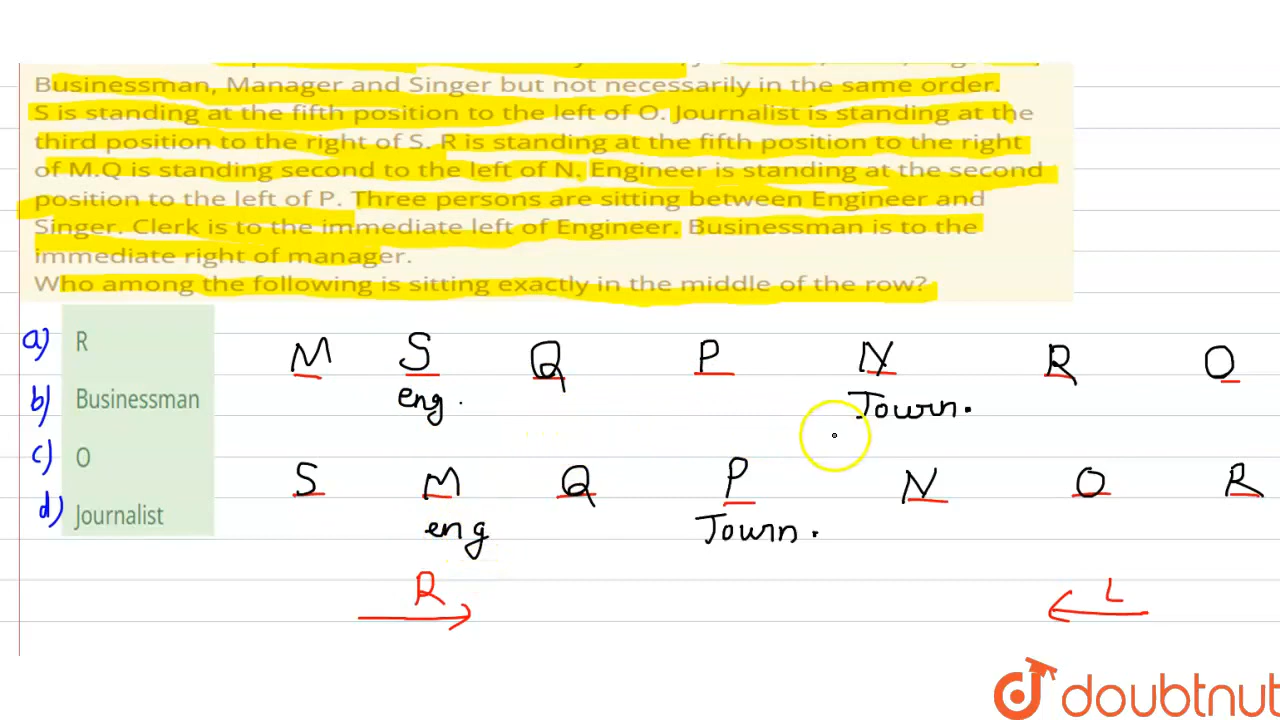 Businessman, Manager and Singer but not necessarily in the same order.
S is standing at the fifth position to the left of O. Journalist is standing at the
third position to the right of S. R is standing at the fifth position to the right
of M.Q is standing second to the left of N. Engineer is standing at the second
position to the left of P. Three persons are sitting between Engineer and
Singer. Clerk is to the immediate left of Engineer. Businessman is to the
immediate right of manager.
Who among the following is sitting exactly in the middle of the row?
a) R
b) Businessman
c) O
d) Journalist
M S Q P N R O
eng. Journ.
S M Q P N O R
eng Journ.
R L
doubtnut